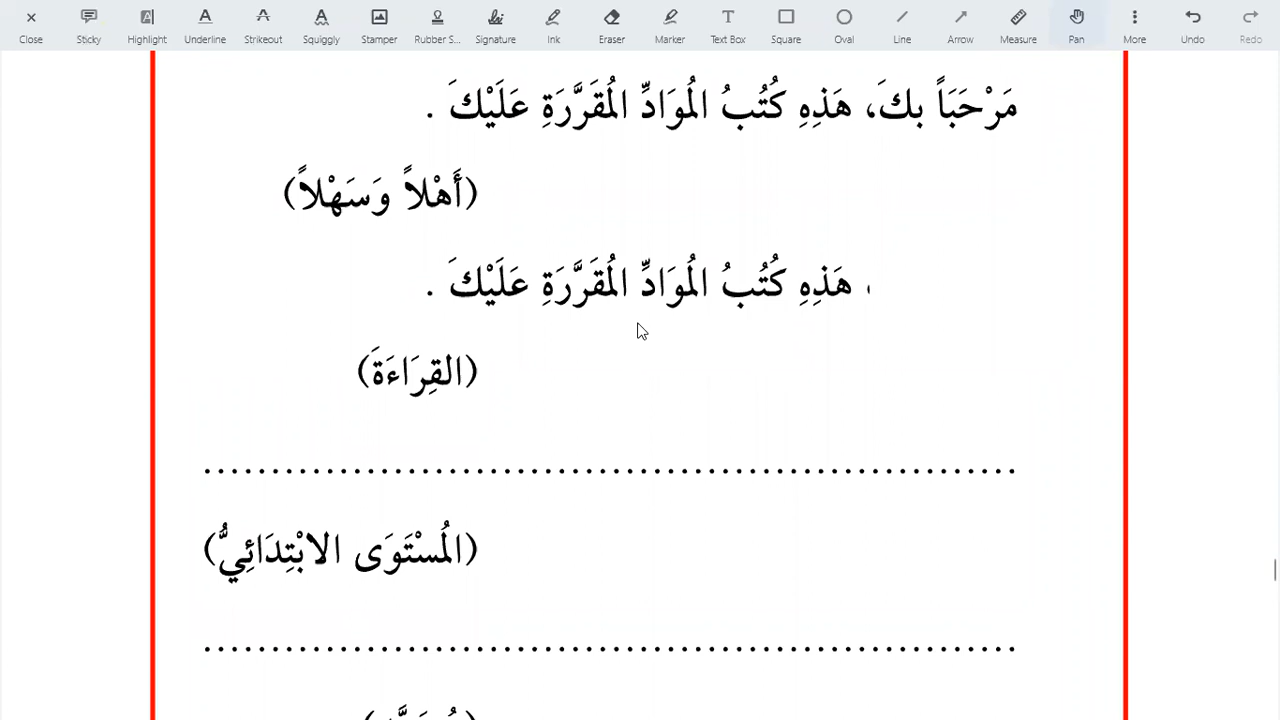 Close Sticky Highlight Underline Strikeout Squiggly Stamper Rubber S... Signature Ink Eraser Marker Text Box Square Oval Line Arrow Measure Pan More Undo Redo
مَرْحَبَاً بكَ، هَذِهِ كُتُبُ الْمُوَادِّ الْمُقَرَّرَةِ عَلَيْكَ .
(أَهْلاً وَسَهْلاً)
، هَذِهِ كُتُبُ الْمُوَادِّ الْمُقَرَّرَةِ عَلَيْكَ .
(القِرَاءَةَ)
................................................................
(الْمُسْتَوَى الابْتِدَائِيُّ)
................................................................